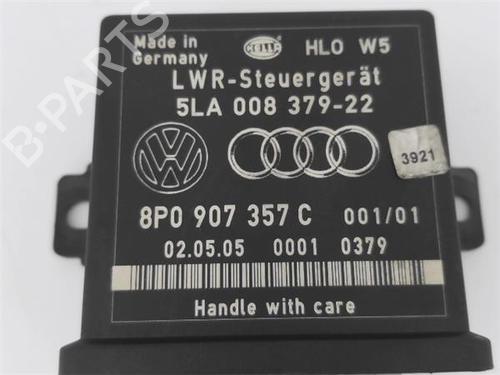 Made in
Germany
HELLA
HLO W5
LWR-Steuergerät
5LA 008 379-22
3921
8P0 907 357 C 001/01
02.05.05 0001 0379
Handle with care
B-PARTS